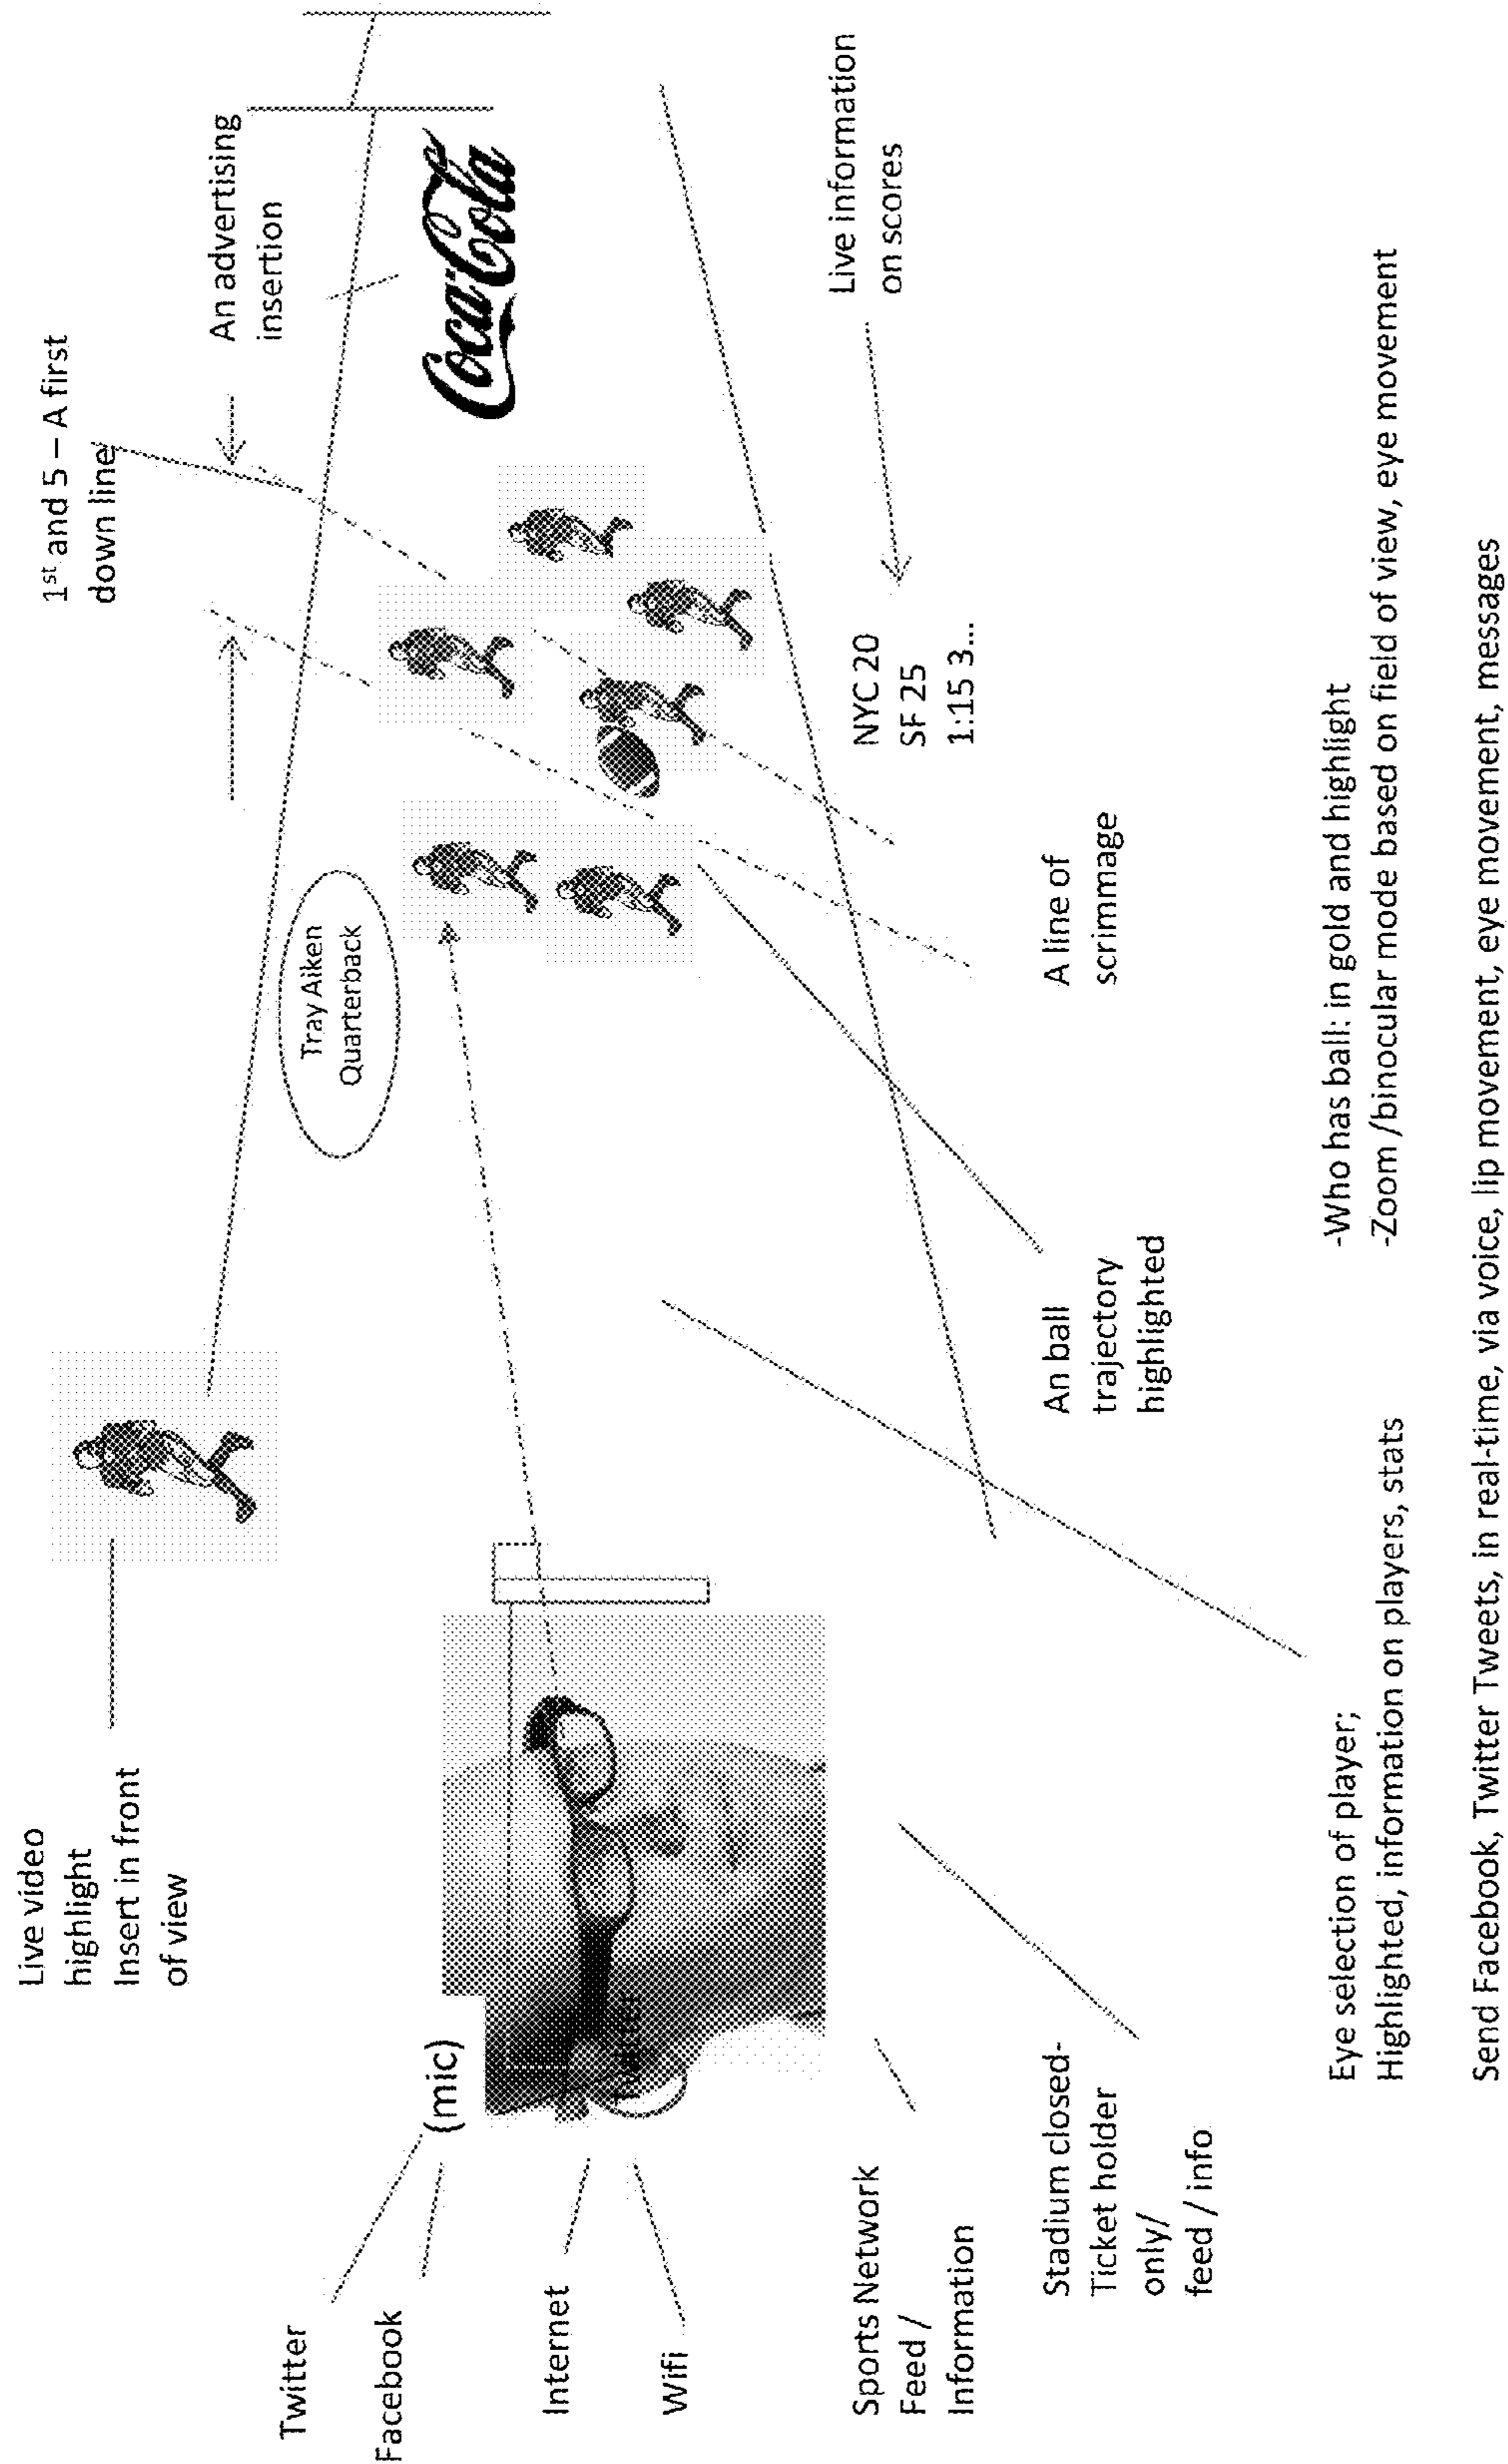 Live video
highlight
Insert in front
of view
1st and 5 – A first
down line
An advertising
insertion
Twitter
Facebook
(mic)
Internet
Wifi
Twitter
Tray Aiken
Quarterback
Coca-Cola
Live information
on scores
NYC 20
SF 25
1:15 3...
Sports Network
Feed /
Information
Stadium closed-
Ticket holder
only/
feed / info
An ball
trajectory
highlighted
A line of
scrimmage
Eye selection of player;
Highlighted, information on players, stats
-Who has ball: in gold and highlight
-Zoom /binocular mode based on field of view, eye movement
Send Facebook, Twitter Tweets, in real-time, via voice, lip movement, eye movement, messages